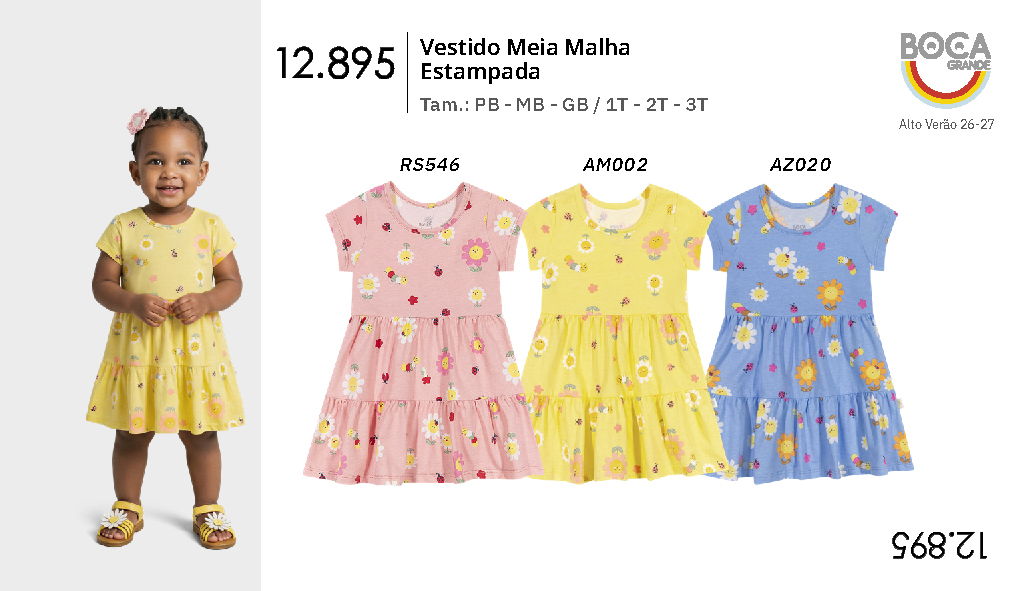 12.895
Vestido Meia Malha
Estampada
Tam.: PB - MB - GB / 1T - 2T - 3T
BOCA
GRANDE
Alto Verão 26-27
RS546
AM002
AZ020
BOCA
12.895